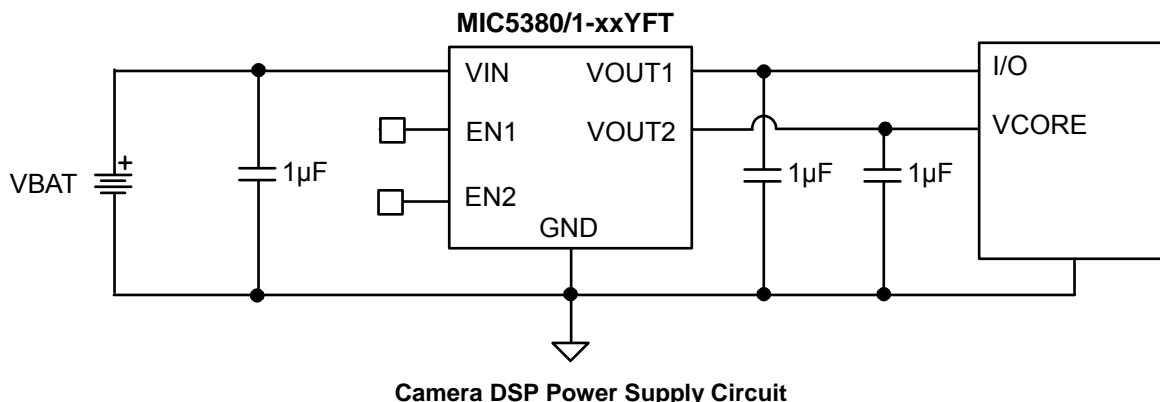 MIC5380/1-xxYFT
VIN
VOUT1
I/O
EN1
VOUT2
VCORE
+
VBAT
1µF
EN2
1µF
1µF
GND
Camera DSP Power Supply Circuit